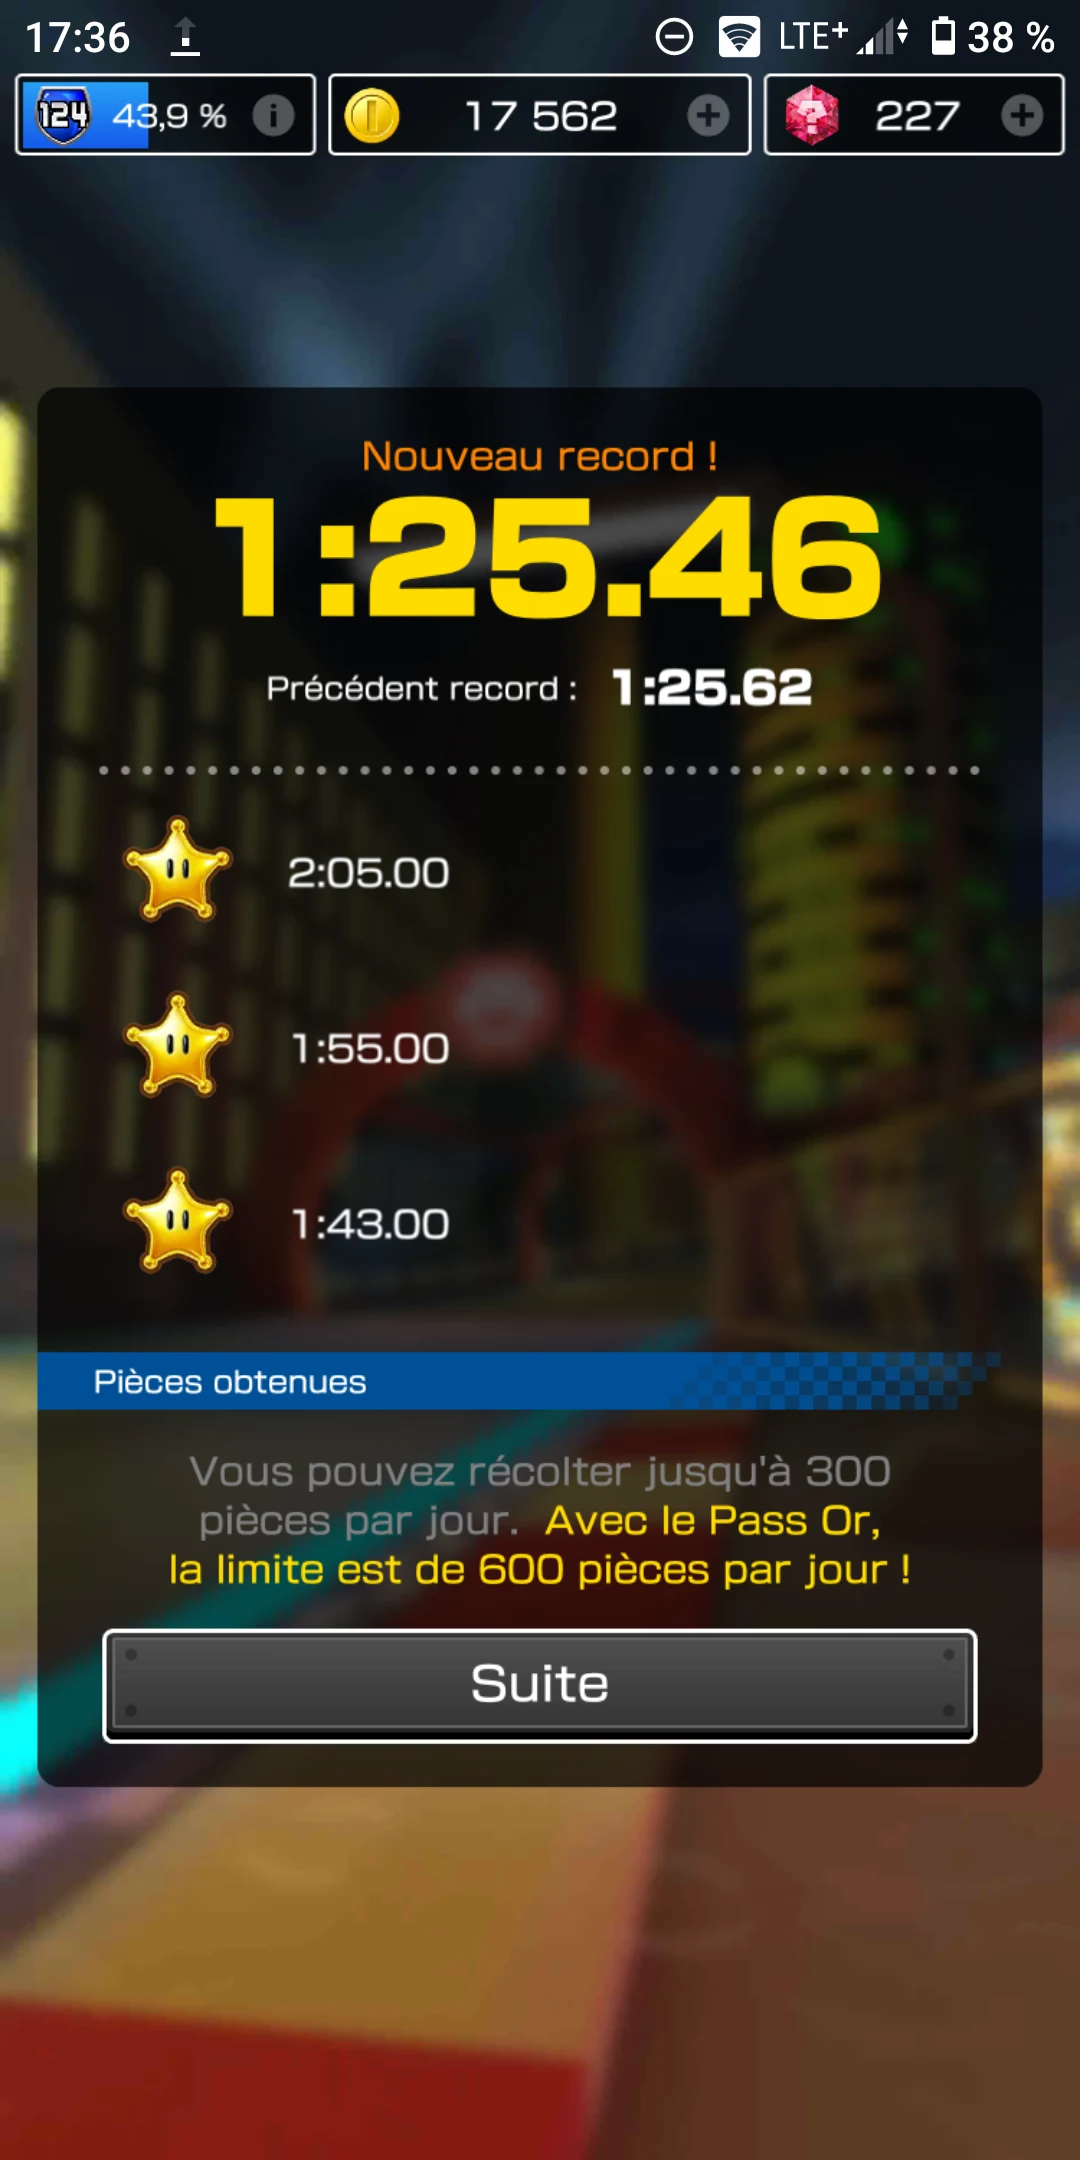 17:36 LTE+ 38 %
124 43,9 % i 17 562 + 227 +
Nouveau record !
1:25.46
Précédent record : 1:25.62
2:05.00
1:55.00
1:43.00
Pièces obtenues
Vous pouvez récolter jusqu'à 300
pièces par jour. Avec le Pass Or,
la limite est de 600 pièces par jour !
Suite